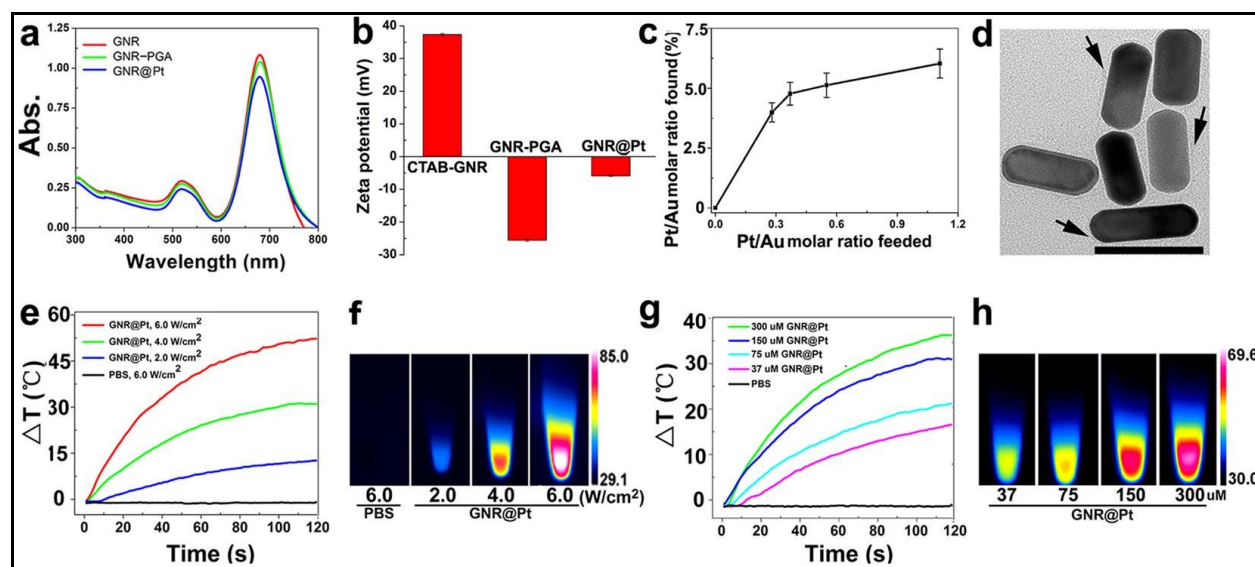 a
1.25
1.00
0.75
0.50
0.25
0.00
Abs.
GNR
GNR-PGA
GNR@Pt
300 400 500 600 700 800
Wavelength (nm)
b
40
30
20
10
0
-10
-20
-30
Zeta potential (mV)
CTAB-GNR
GNR-PGA
GNR@Pt
c
7.5
5.0
2.5
0
Pt/Au molar ratio found(%)
0.0 0.3 0.6 0.9 1.2
Pt/Au molar ratio feeded
d
e
60
45
30
15
0
△T (℃)
GNR@Pt, 6.0 W/cm²
GNR@Pt, 4.0 W/cm²
GNR@Pt, 2.0 W/cm²
PBS, 6.0 W/cm²
0 20 40 60 80 100 120
Time (s)
f
85.0
29.1
6.0 2.0 4.0 6.0 (W/cm²)
PBS GNR@Pt
g
40
30
20
10
0
△T (℃)
300 uM GNR@Pt
150 uM GNR@Pt
75 uM GNR@Pt
37 uM GNR@Pt
PBS
0 20 40 60 80 100 120
Time (s)
h
69.6
30.0
37 75 150 300 uM
GNR@Pt